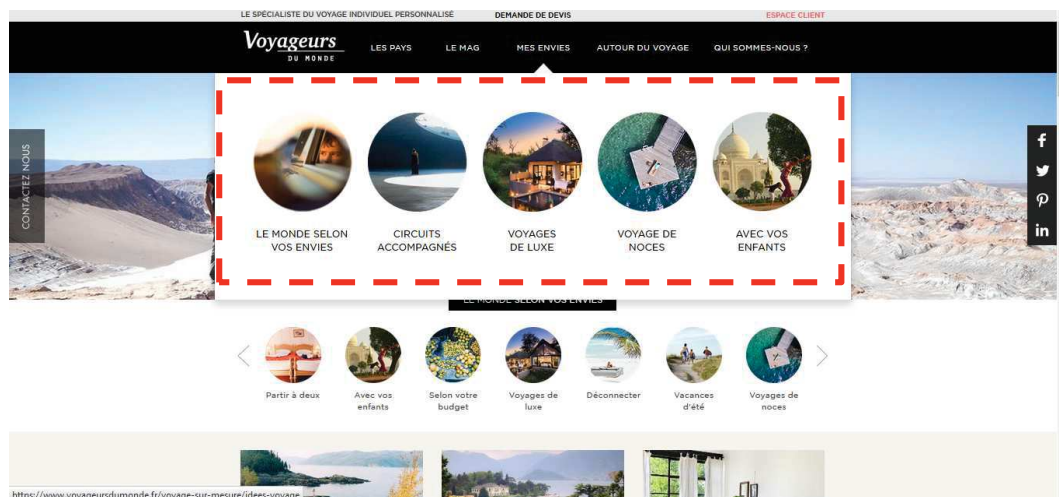 LE SPÉCIALISTE DU VOYAGE INDIVIDUEL PERSONNALISÉ DEMANDE DE DEVIS ESPACE CLIENT
Voyageurs
DU MONDE
LES PAYS LE MAG MES ENVIES AUTOUR DU VOYAGE QUI SOMMES-NOUS ?
CONTACTEZ NOUS
LE MONDE SELON
VOS ENVIES
CIRCUITS
ACCOMPAGNÉS
VOYAGES
DE LUXE
VOYAGE DE
NOCES
AVEC VOS
ENFANTS
LE MONDE SELON VOS ENVIES
Partir à deux
Avec vos
enfants
Selon votre
budget
Voyages de
luxe
Déconnecter
Vacances
d'été
Voyages de
noces
https://www.voyageursdumonde.fr/voyage-sur-mesure/idees-voyage